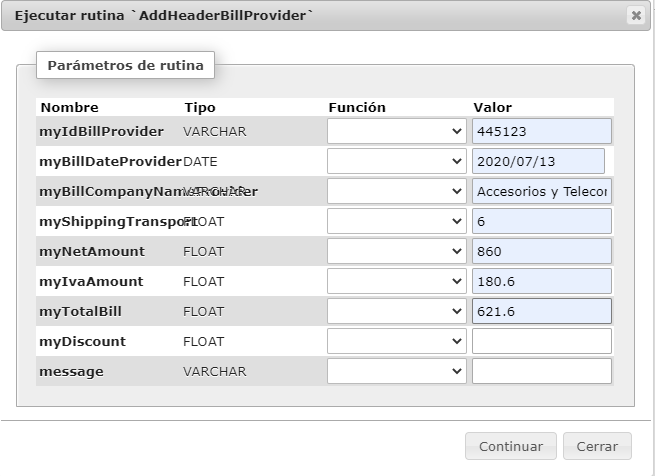 Ejecutar rutina `AddHeaderBillProvider`
Parámetros de rutina
Nombre Tipo Función Valor
myIdBillProvider VARCHAR 445123
myBillDateProvider DATE 2020/07/13
myBillCompanyNameProvider VARCHAR Accesorios y Telecor
myShippingTransport FLOAT 6
myNetAmount FLOAT 860
myIvaAmount FLOAT 180.6
myTotalBill FLOAT 621.6
myDiscount FLOAT
message VARCHAR
Continuar Cerrar